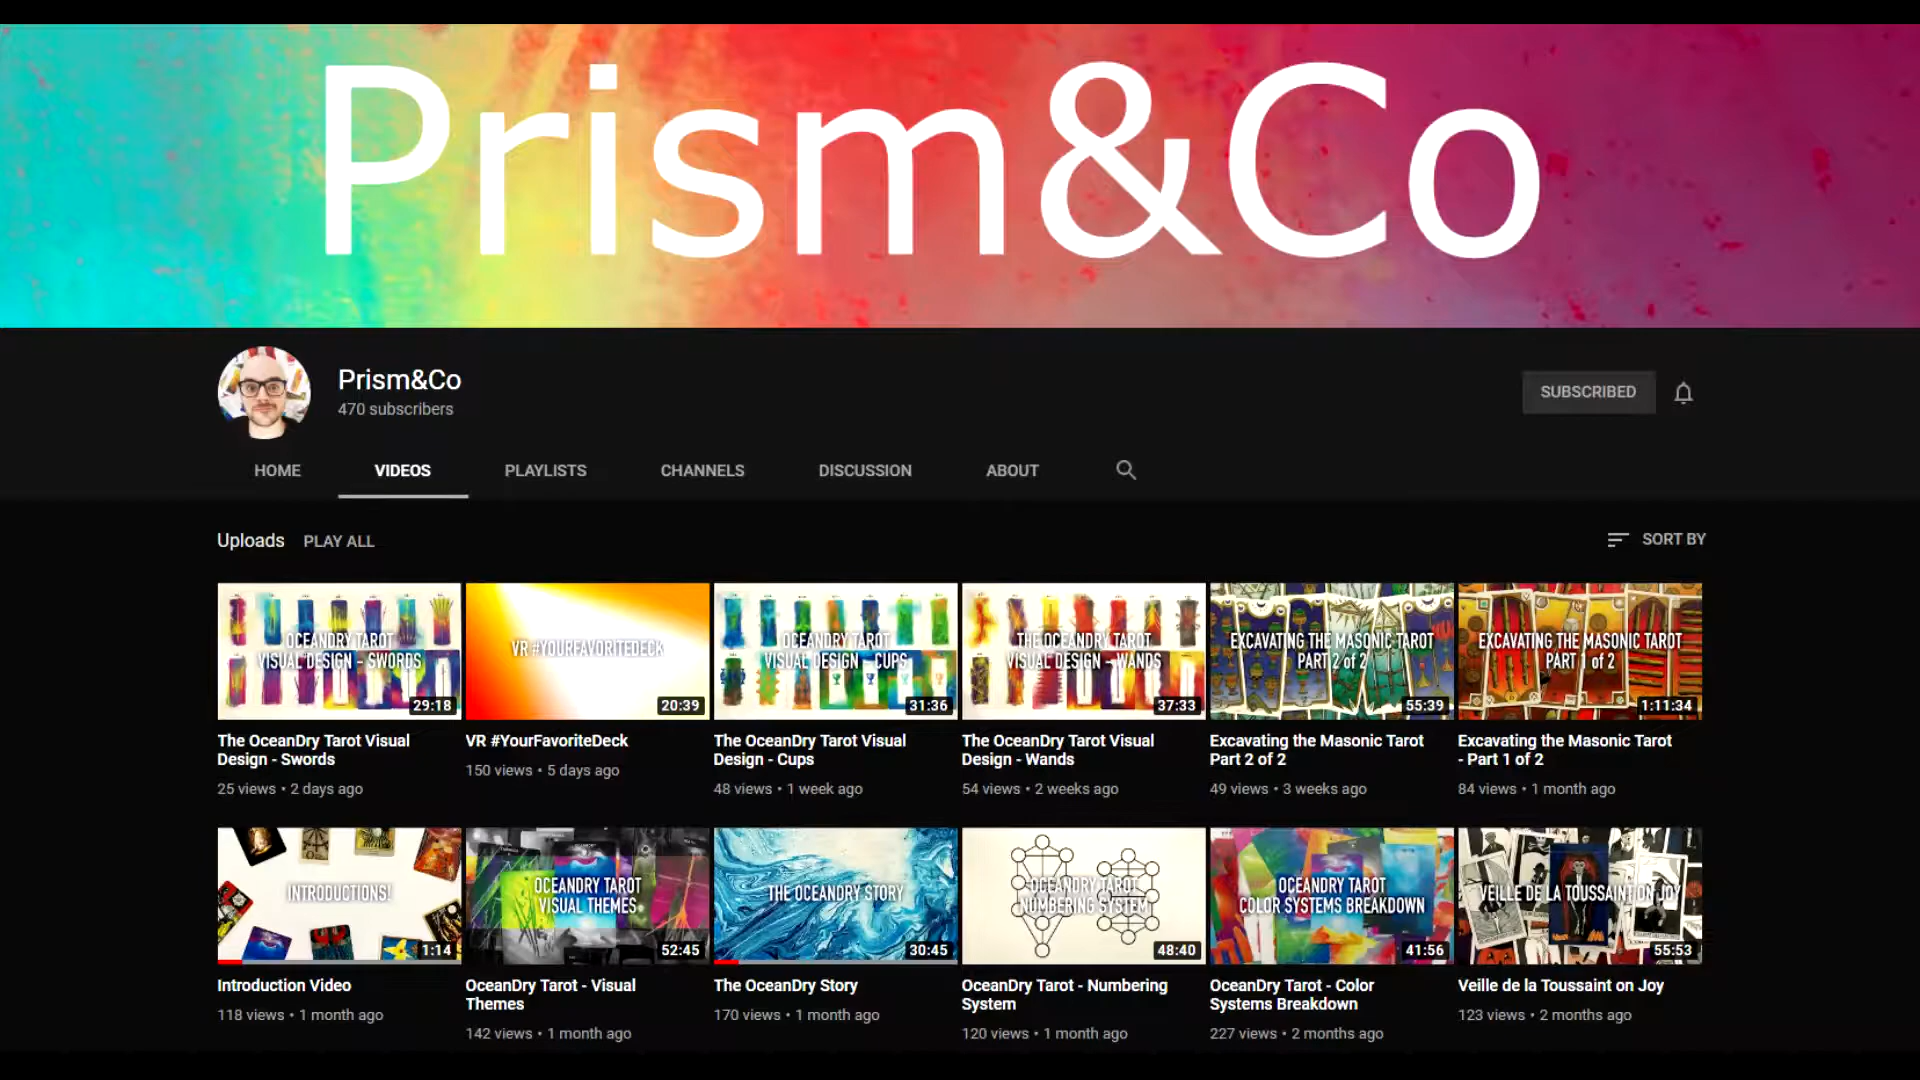 Prism&Co
Prism&Co
470 subscribers
SUBSCRIBED
HOME VIDEOS PLAYLISTS CHANNELS DISCUSSION ABOUT
Uploads PLAY ALL SORT BY
OCEANDRY TAROT
VISUAL DESIGN - SWORDS
29:18
The OceanDry Tarot Visual
Design - Swords
25 views • 2 days ago
VR #YOURFAVORITEDECK
20:39
VR #YourFavoriteDeck
150 views • 5 days ago
OCEANDRY TAROT
VISUAL DESIGN - CUPS
31:36
The OceanDry Tarot Visual
Design - Cups
48 views • 1 week ago
THE OCEANDRY TAROT
VISUAL DESIGN - WANDS
37:33
The OceanDry Tarot Visual
Design - Wands
54 views • 2 weeks ago
EXCAVATING THE MASONIC TAROT
PART 2 of 2
55:39
Excavating the Masonic Tarot
Part 2 of 2
49 views • 3 weeks ago
EXCAVATING THE MASONIC TAROT
PART 1 of 2
1:11:34
Excavating the Masonic Tarot
- Part 1 of 2
84 views • 1 month ago
INTRODUCTIONS!
1:14
Introduction Video
118 views • 1 month ago
OCEANDRY TAROT
VISUAL THEMES
52:45
OceanDry Tarot - Visual
Themes
142 views • 1 month ago
THE OCEANDRY STORY
30:45
The OceanDry Story
170 views • 1 month ago
OCEANDRY TAROT
NUMBERING SYSTEM
48:40
OceanDry Tarot - Numbering
System
120 views • 1 month ago
OCEANDRY TAROT
COLOR SYSTEMS BREAKDOWN
41:56
OceanDry Tarot - Color
Systems Breakdown
227 views • 2 months ago
VEILLE DE LA TOUSSAINT ON JOY
55:53
Veille de la Toussaint on Joy
123 views • 2 months ago